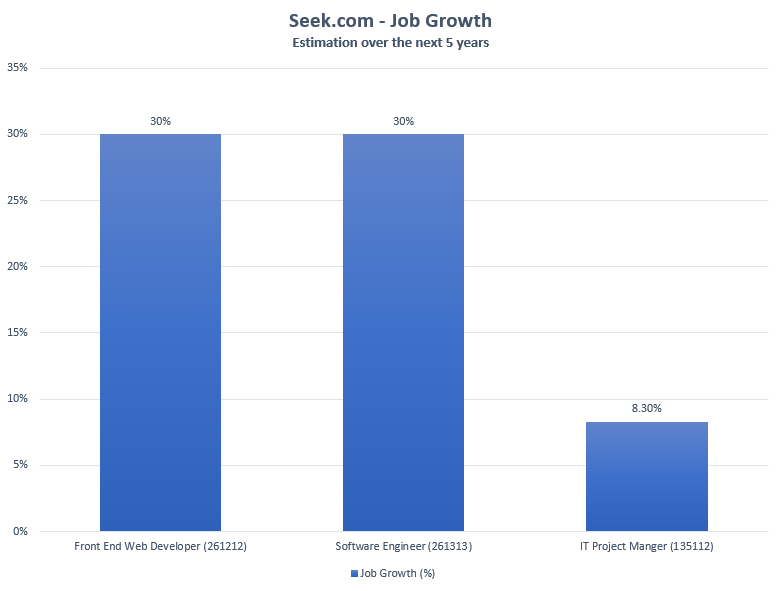 Seek.com - Job Growth
Estimation over the next 5 years
35%
30%
25%
20%
15%
10%
5%
0%
30%
30%
8.30%
Front End Web Developer (261212)
Software Engineer (261313)
IT Project Manger (135112)
Job Growth (%)